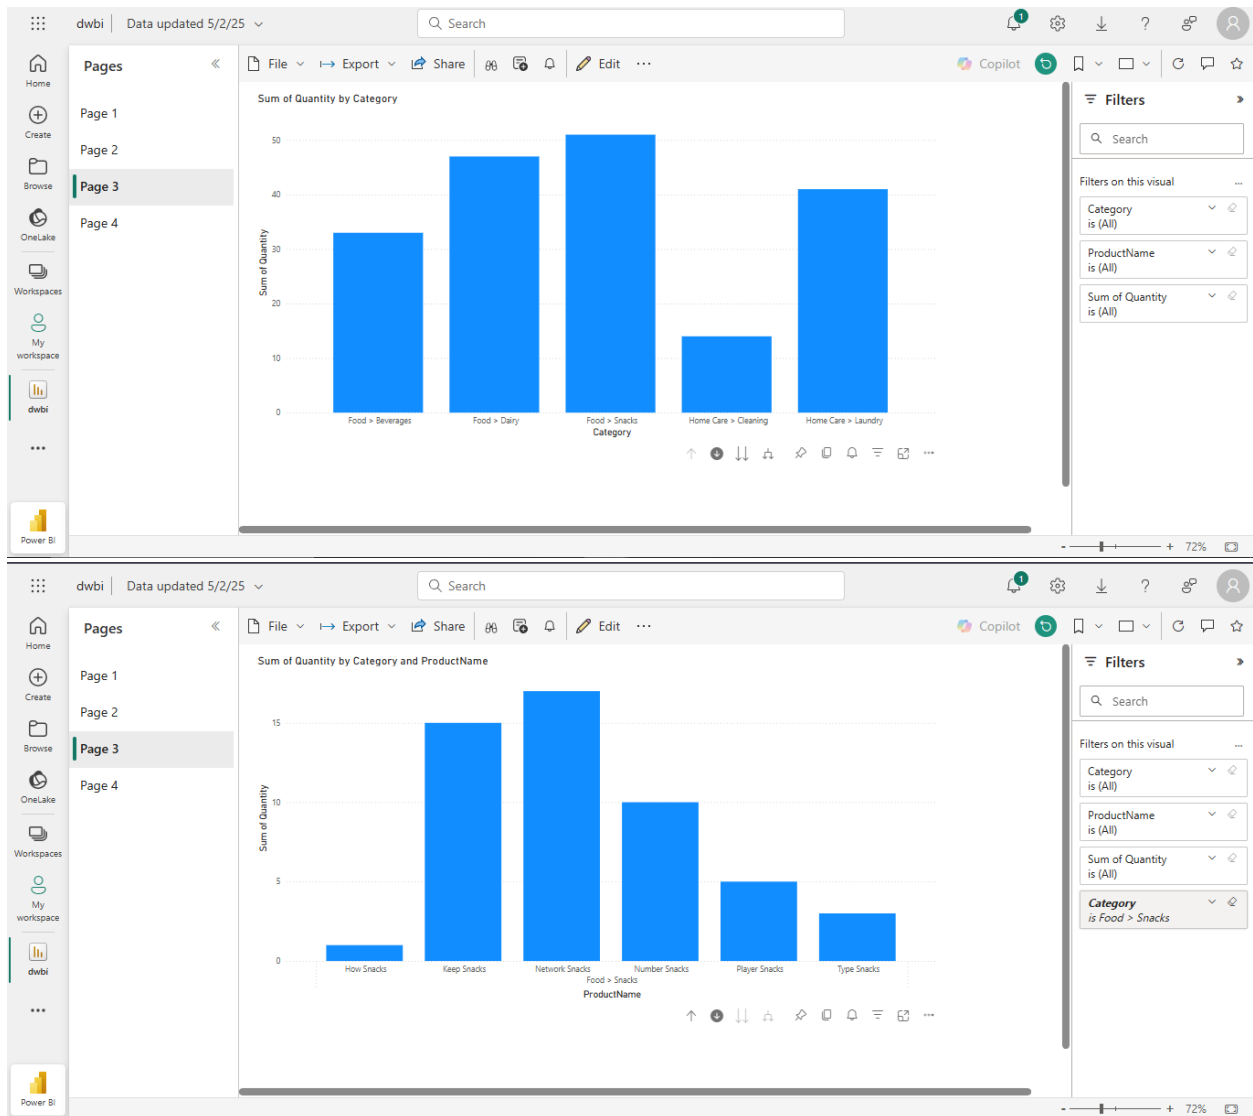 dwbi
Data updated 5/2/25
Search
1
Home
Create
Browse
OneLake
Workspaces
My
workspace
dwbi
Power BI
Pages
Page 1
Page 2
Page 3
Page 4
File
Export
Share
Edit
Copilot
Sum of Quantity by Category
Sum of Quantity
50
40
30
20
10
0
Food > Beverages
Food > Dairy
Food > Snacks
Home Care > Cleaning
Home Care > Laundry
Category
Filters
Search
Filters on this visual
Category
is (All)
ProductName
is (All)
Sum of Quantity
is (All)
- + 72%
dwbi
Data updated 5/2/25
Search
1
Home
Create
Browse
OneLake
Workspaces
My
workspace
dwbi
Power BI
Pages
Page 1
Page 2
Page 3
Page 4
File
Export
Share
Edit
Copilot
Sum of Quantity by Category and ProductName
Sum of Quantity
15
10
5
0
How Snacks
Keep Snacks
Network Snacks
Number Snacks
Player Snacks
Type Snacks
Food > Snacks
ProductName
Filters
Search
Filters on this visual
Category
is (All)
ProductName
is (All)
Sum of Quantity
is (All)
Category
is Food > Snacks
- + 72%